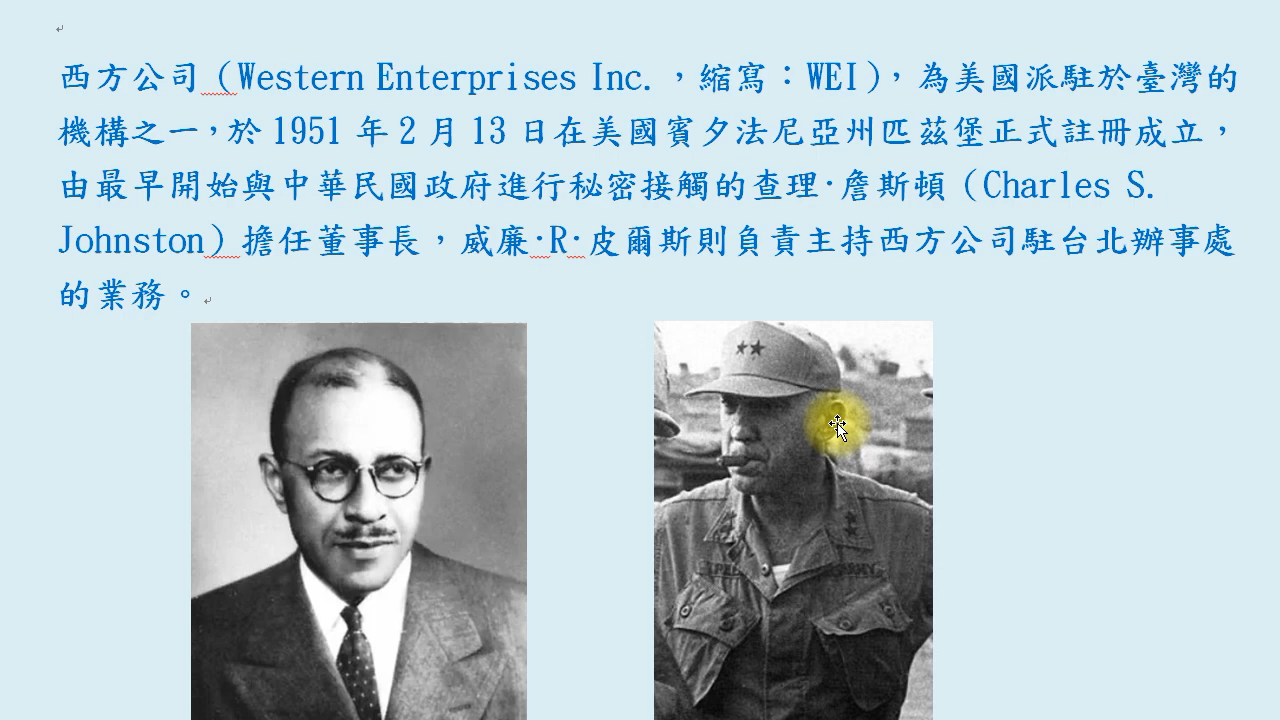 西方公司（Western Enterprises Inc. ，縮寫：WEI），為美國派駐於臺灣的
機構之一，於 1951 年 2 月 13 日在美國賓夕法尼亞州匹茲堡正式註冊成立，
由最早開始與中華民國政府進行秘密接觸的查理·詹斯頓（Charles S.
Johnston）擔任董事長，威廉·R·皮爾斯則負責主持西方公司駐台北辦事處
的業務。